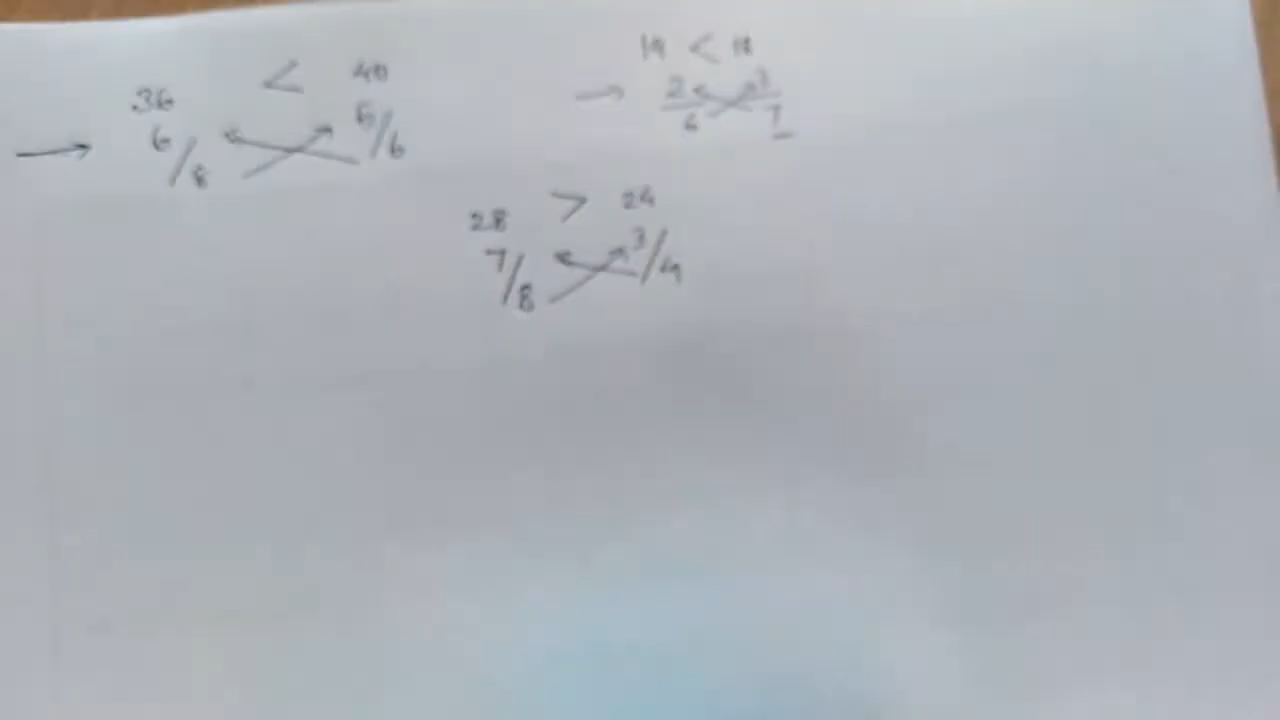 36 < 40
→ 6/8 5/6
14 < 18
→ 2/6 3/7
28 > 24
7/8 3/4